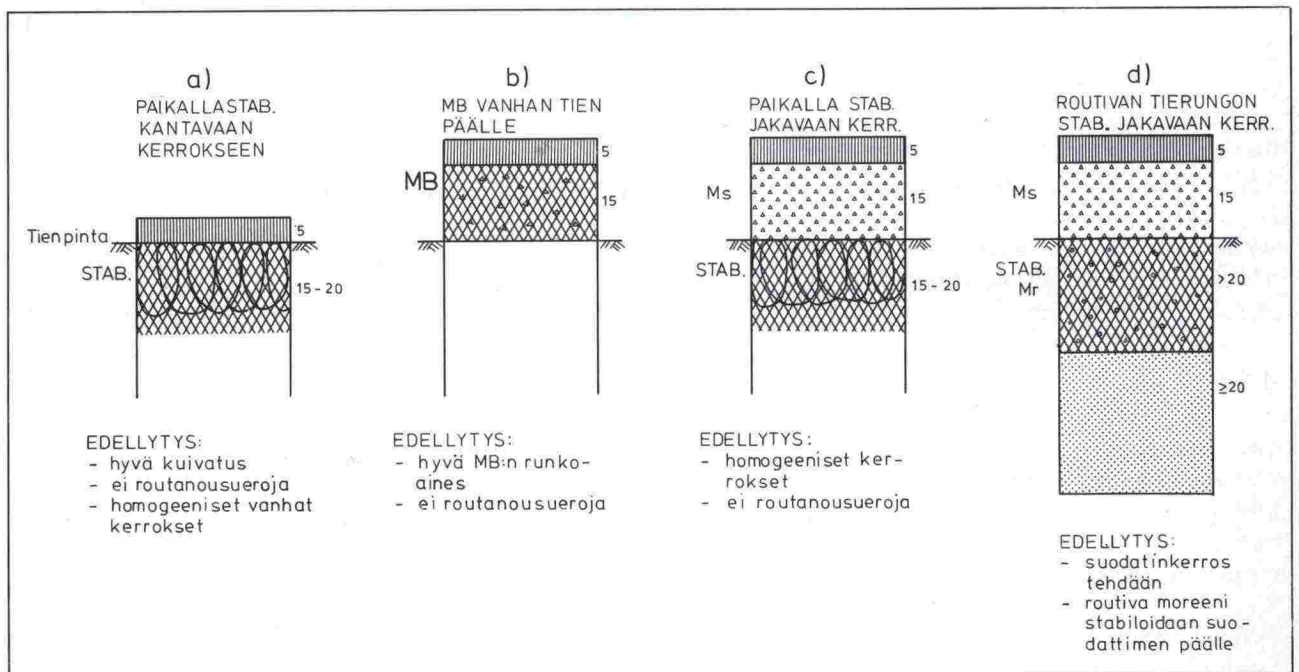 a)
PAIKALLASTAB.
KANTAVAAN
KERROKSEEN
5
Tienpinta
STAB.
15-20
EDELLYTYS:
- hyvä kuivatus
- ei routanousueroja
- homogeeniset vanhat
kerrokset
b)
MB VANHAN TIEN
PÄÄLLE
5
MB
15
EDELLYTYS:
- hyvä MB:n runko-
aines
- ei routanousueroja
c)
PAIKALLA STAB.
JAKAVAAN KERR.
5
Ms
15
STAB.
15-20
EDELLYTYS:
- homogeeniset ker-
rokset
- ei routanousueroja
d)
ROUTIVAN TIERUNGON
STAB. JAKAVAAN KERR.
5
Ms
15
STAB.
Mr
>20
≥20
EDELLYTYS:
- suodatinkerros
tehdään
- routiva moreeni
stabiloidaan suo-
dattimen päälle